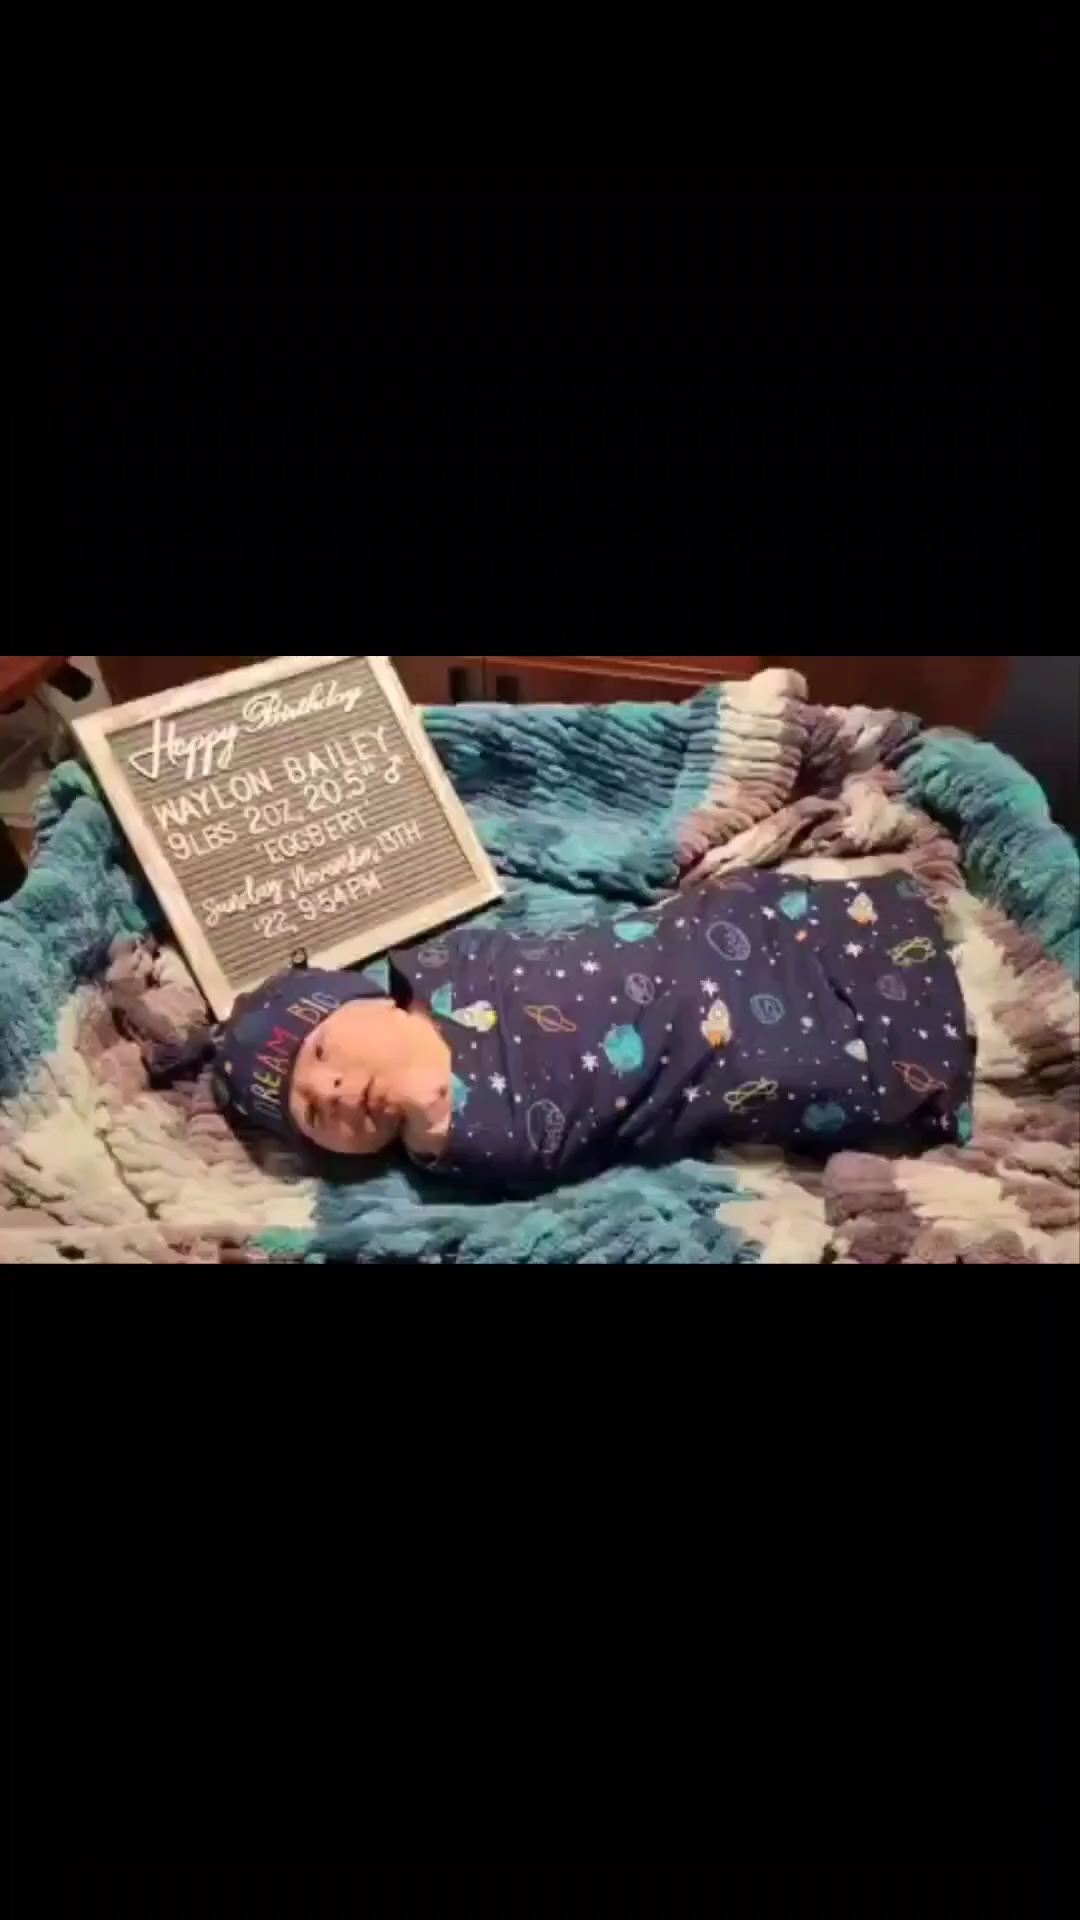 Happy Birthday
WAYLON BAILEY
9LBS 2OZ, 20.5" ♂
'EGGBERT'
Sunday, November, 13TH
'22, 9:54PM
DREAM BIG